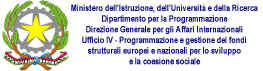 Ministero dell'Istruzione, dell'Università e della Ricerca
Dipartimento per la Programmazione
Direzione Generale per gli Affari Internazionali
Ufficio IV - Programmazione e gestione dei fondi
strutturali europei e nazionali per lo sviluppo
e la coesione sociale